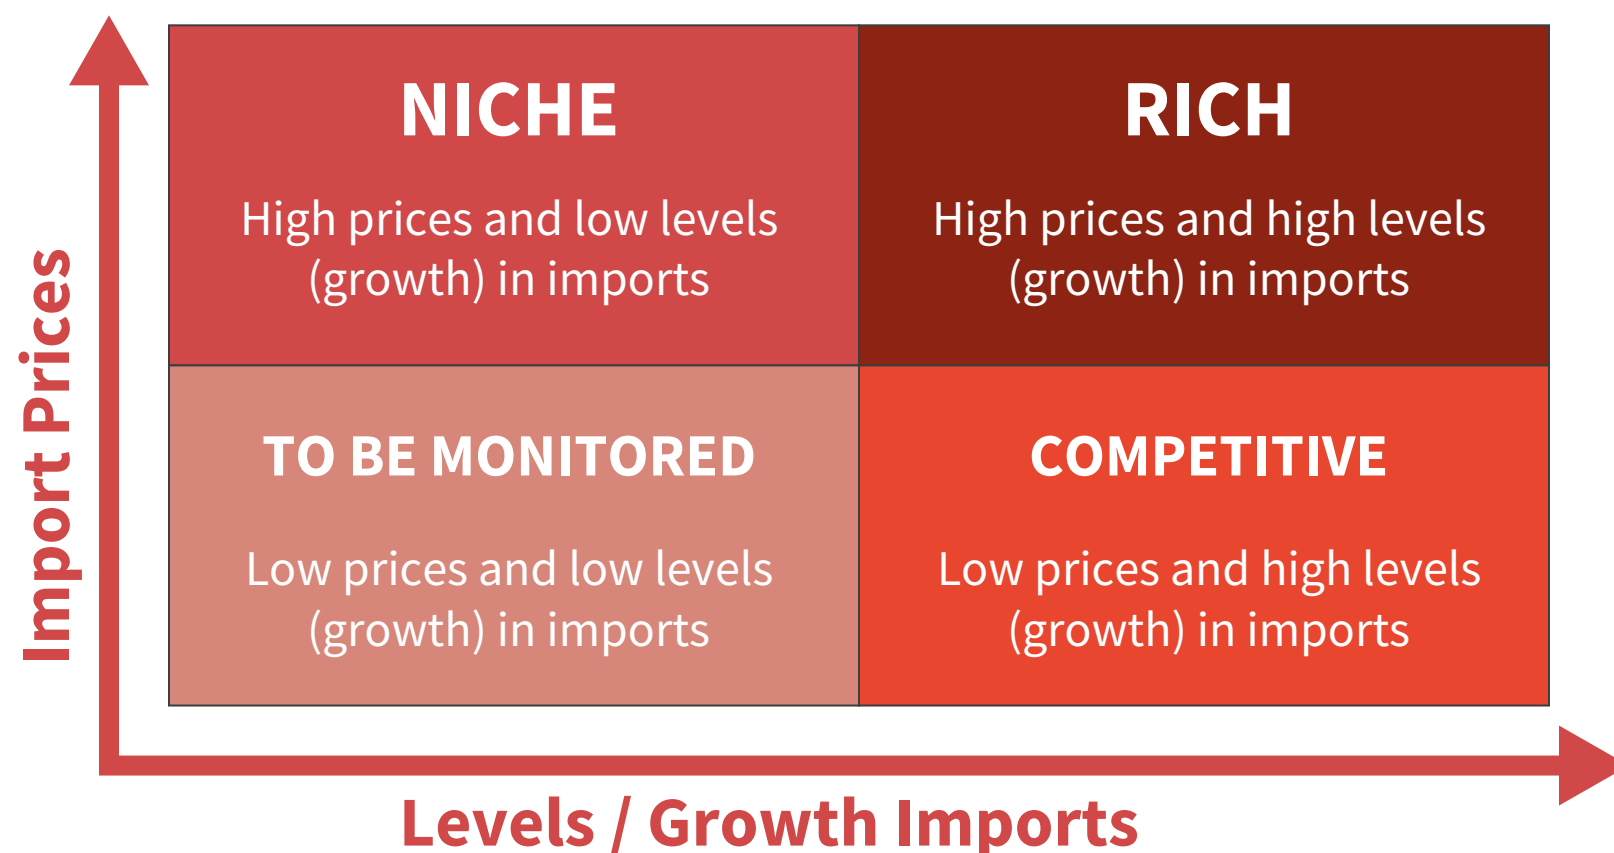 Import Prices
NICHE
High prices and low levels
(growth) in imports
RICH
High prices and high levels
(growth) in imports
TO BE MONITORED
Low prices and low levels
(growth) in imports
COMPETITIVE
Low prices and high levels
(growth) in imports
Levels / Growth Imports